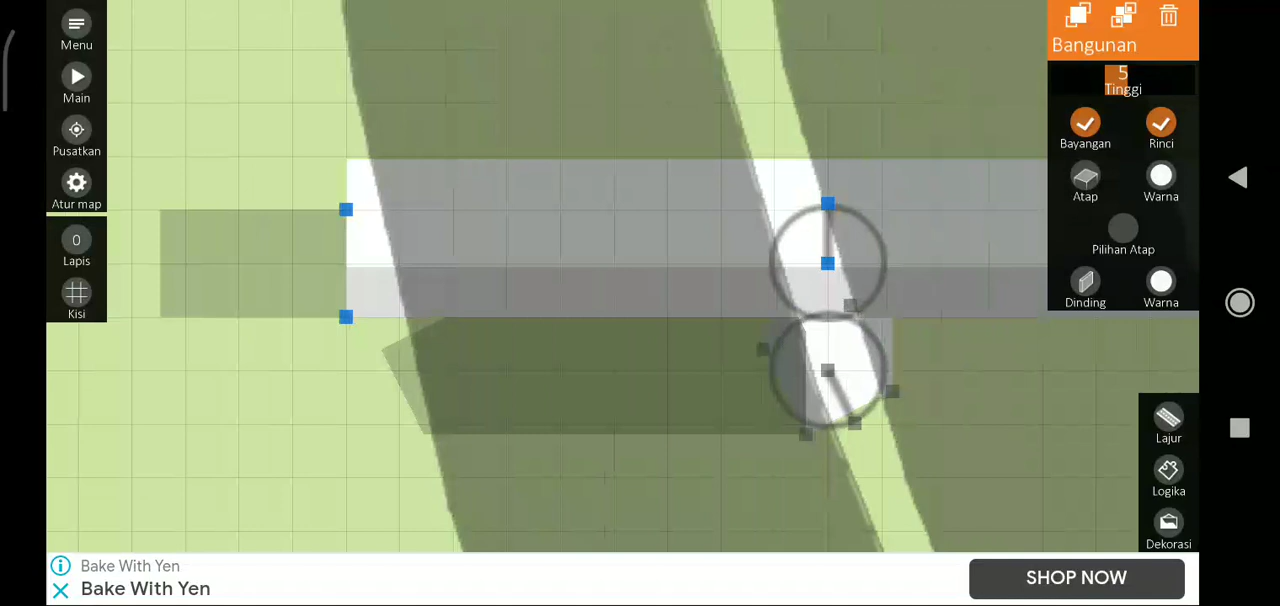 Menu
Main
Pusatkan
Atur map
0
Lapis
Kisi
Bangunan
5
Tinggi
Bayangan
Rinci
Atap
Warna
Pilihan Atap
Dinding
Warna
Lajur
Logika
Dekorasi
Bake With Yen
Bake With Yen
SHOP NOW